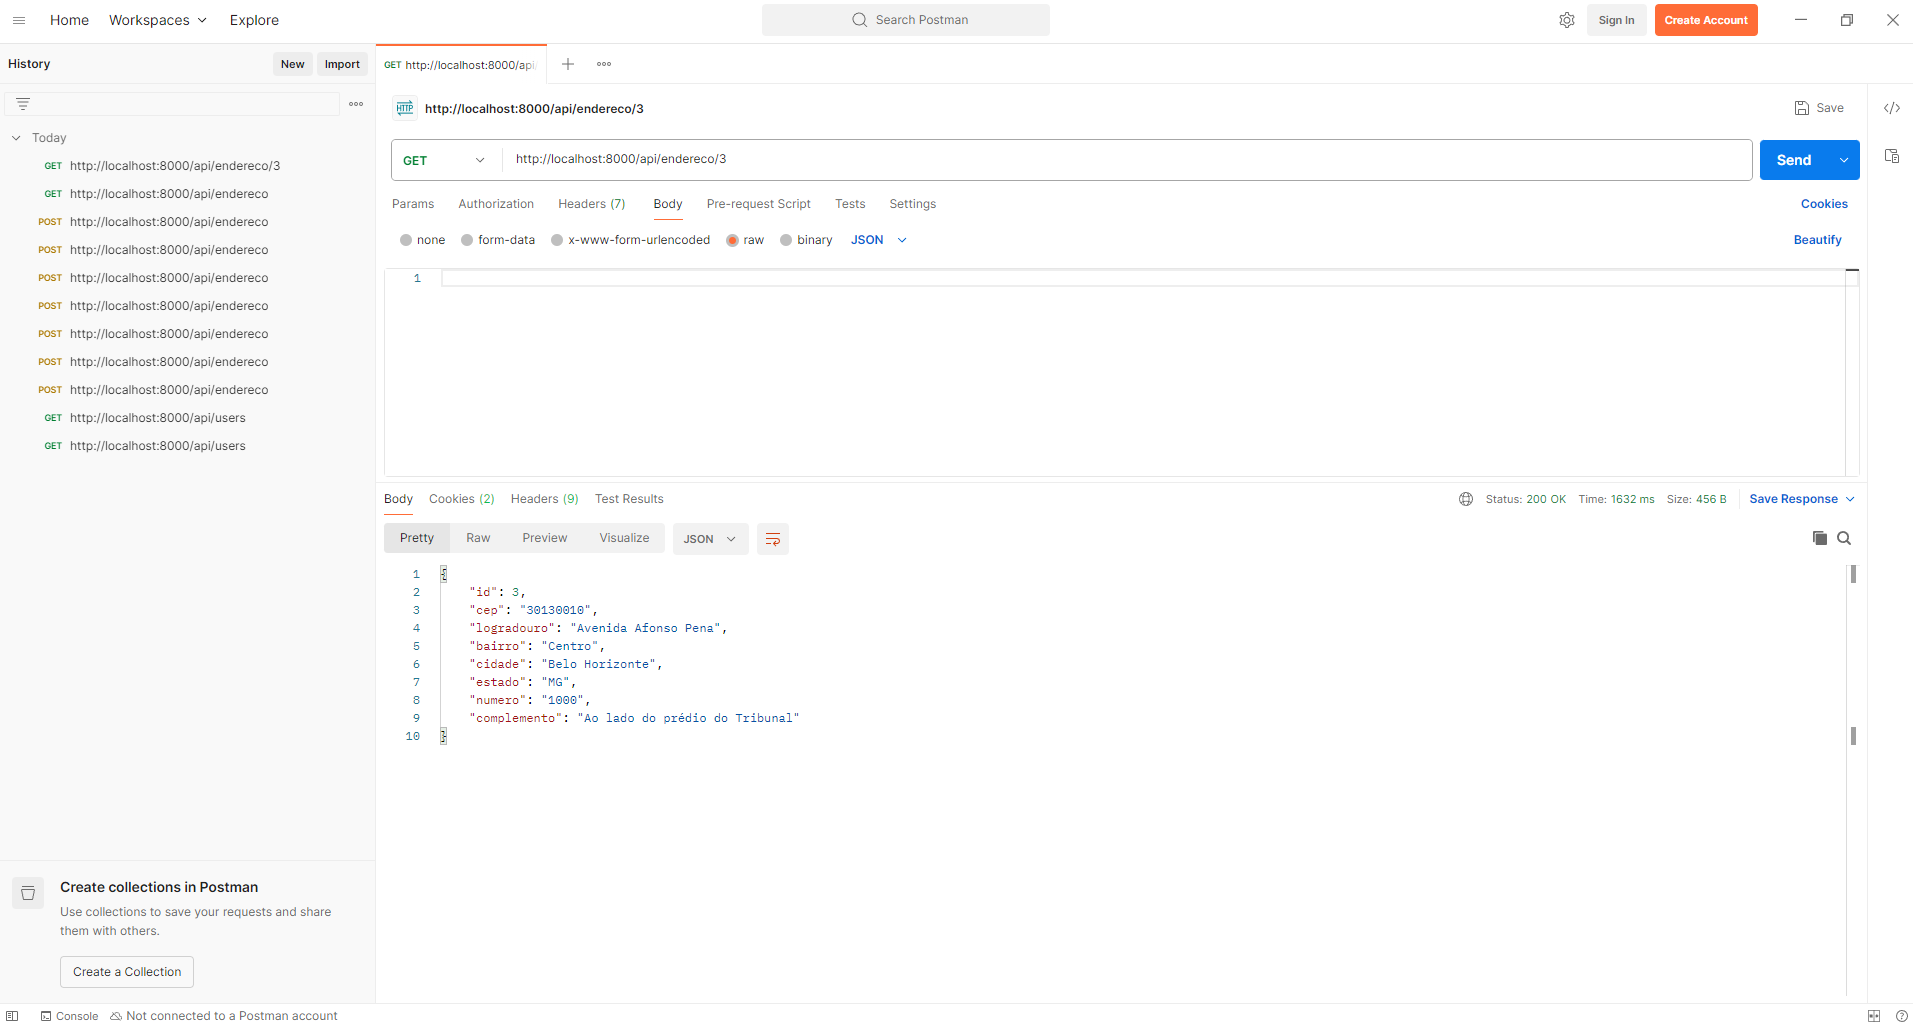 Home Workspaces Explore Search Postman Sign In Create Account
History New Import
GET http://localhost:8000/api
Today
GET http://localhost:8000/api/endereco/3
GET http://localhost:8000/api/endereco
POST http://localhost:8000/api/endereco
POST http://localhost:8000/api/endereco
POST http://localhost:8000/api/endereco
POST http://localhost:8000/api/endereco
POST http://localhost:8000/api/endereco
POST http://localhost:8000/api/endereco
POST http://localhost:8000/api/endereco
GET http://localhost:8000/api/users
GET http://localhost:8000/api/users
Create collections in Postman
Use collections to save your requests and share
them with others.
Create a Collection
HTTP http://localhost:8000/api/endereco/3 Save
GET http://localhost:8000/api/endereco/3 Send
Params Authorization Headers (7) Body Pre-request Script Tests Settings Cookies
none form-data x-www-form-urlencoded raw binary JSON Beautify
1
Body Cookies (2) Headers (9) Test Results Status: 200 OK Time: 1632 ms Size: 456 B Save Response
Pretty Raw Preview Visualize JSON
1 {
2 "id": 3,
3 "cep": "30130010",
4 "logradouro": "Avenida Afonso Pena",
5 "bairro": "Centro",
6 "cidade": "Belo Horizonte",
7 "estado": "MG",
8 "numero": "1000",
9 "complemento": "Ao lado do prédio do Tribunal"
10 }
Console Not connected to a Postman account